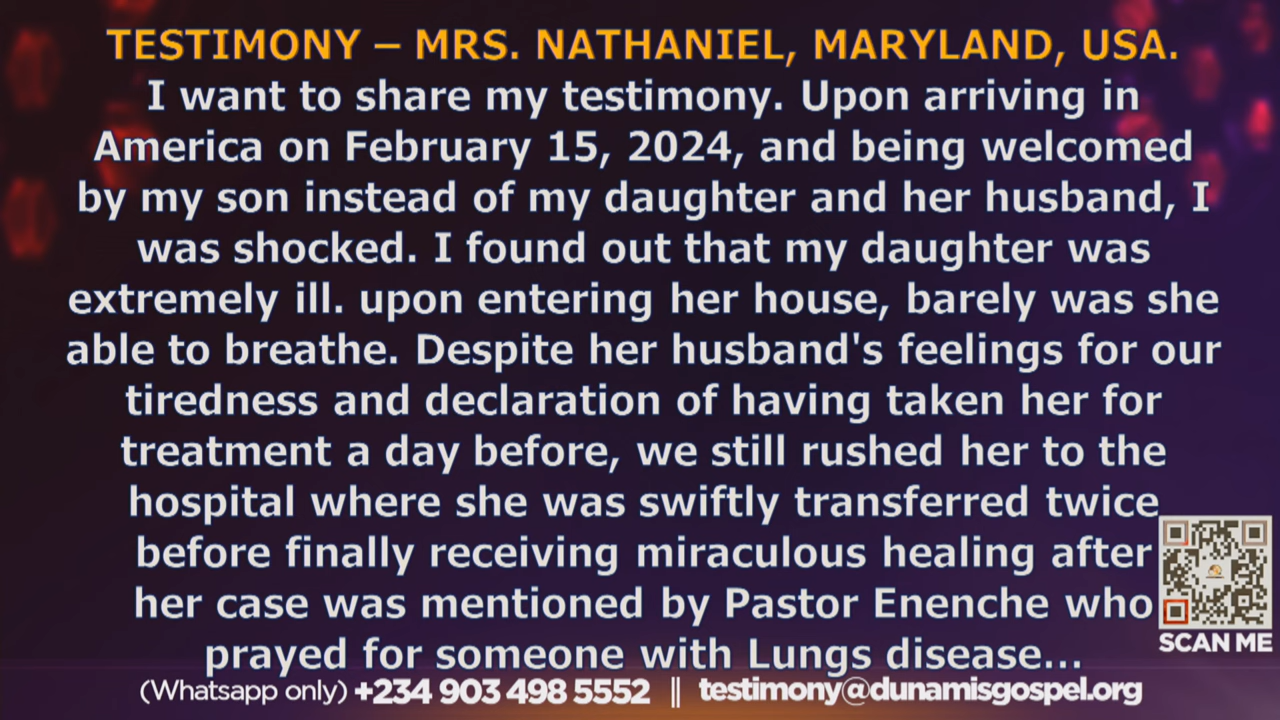 TESTIMONY – MRS. NATHANIEL, MARYLAND, USA.
I want to share my testimony. Upon arriving in
America on February 15, 2024, and being welcomed
by my son instead of my daughter and her husband, I
was shocked. I found out that my daughter was
extremely ill. upon entering her house, barely was she
able to breathe. Despite her husband's feelings for our
tiredness and declaration of having taken her for
treatment a day before, we still rushed her to the
hospital where she was swiftly transferred twice
before finally receiving miraculous healing after
her case was mentioned by Pastor Enenche who
prayed for someone with Lungs disease...
SCAN ME
(Whatsapp only) +234 903 498 5552 || testimony@dunamisgospel.org